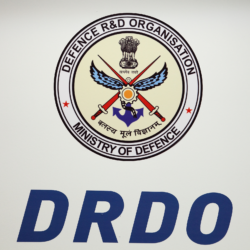 DEFENCE R&D ORGANISATION
बलस्य मूलं विज्ञानम्
MINISTRY OF DEFENCE
DRDO